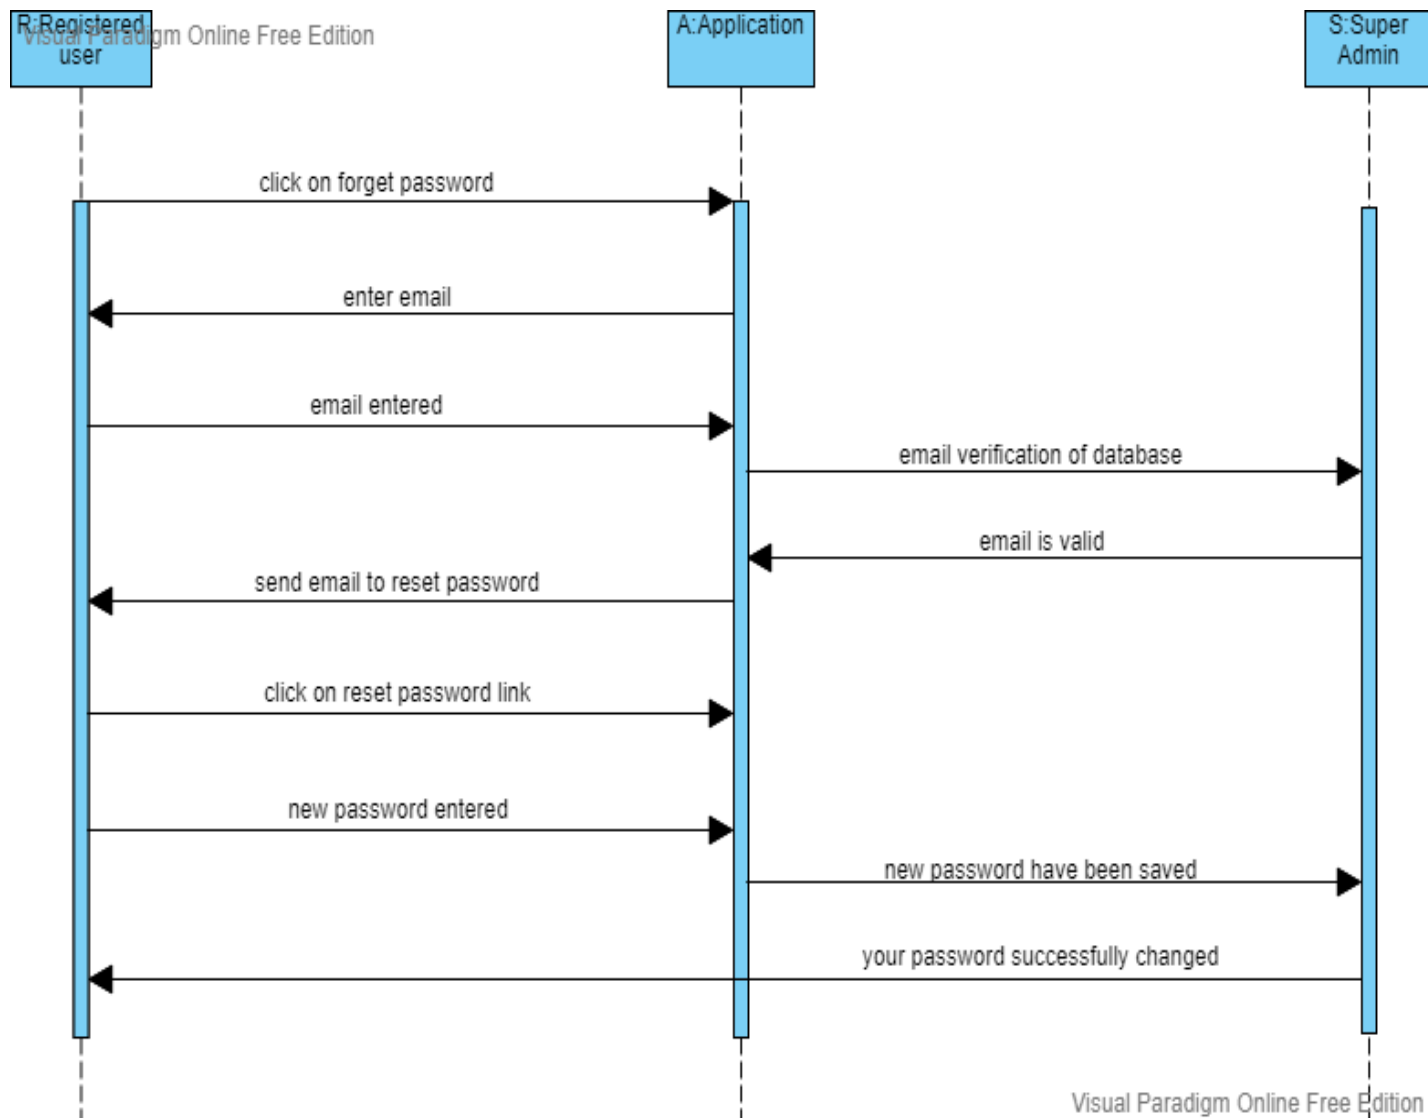 R:Registered
user
Visual Paradigm Online Free Edition
A:Application
S:Super
Admin
click on forget password
enter email
email entered
email verification of database
email is valid
send email to reset password
click on reset password link
new password entered
new password have been saved
your password successfully changed
Visual Paradigm Online Free Edition